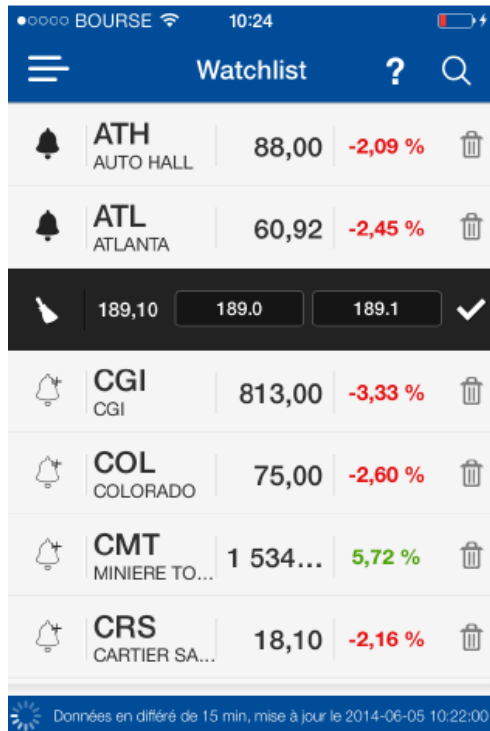 BOURSE 10:24
Watchlist ?
ATH 88,00 -2,09 %
AUTO HALL
ATL 60,92 -2,45 %
ATLANTA
189,10 189.0 189.1
CGI 813,00 -3,33 %
CGI
COL 75,00 -2,60 %
COLORADO
CMT 1 534... 5,72 %
MINIERE TO...
CRS 18,10 -2,16 %
CARTIER SA...
Données en différé de 15 min, mise à jour le 2014-06-05 10:22:00